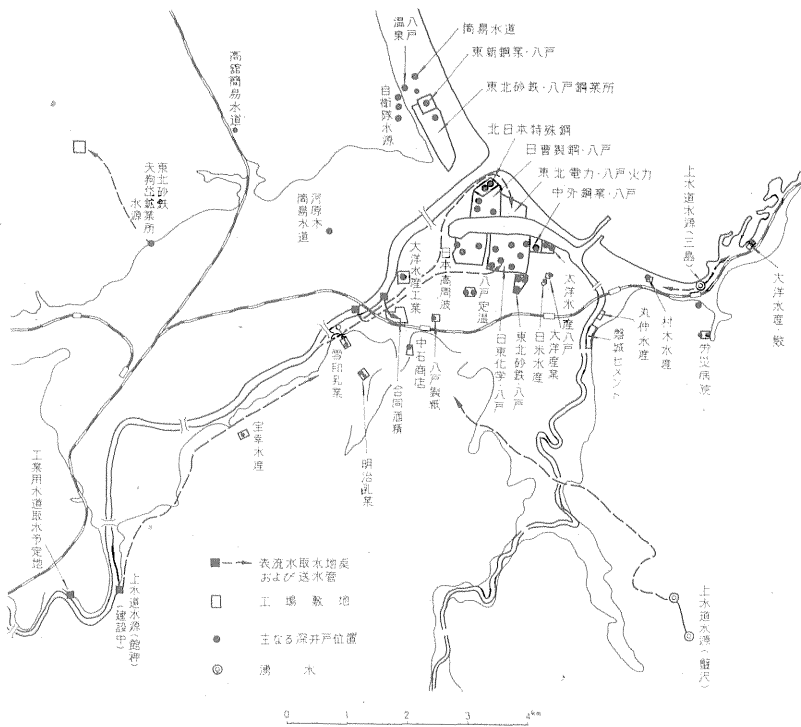 温泉 八戸
簡易水道
東新鋼業・八戸
東北砂鉄・八戸鋼業所
自衛隊水源
高舘簡易水道
北日本特殊鋼
日曹製鋼・八戸
東北電力・八戸火力
中外鋼業・八戸
上水道水源(三島)
東北砂鉄
天狗岱鉱業所
水源
河原木
簡易水道
大洋水産工業
日本高周波
八戸定温
日東化学・八戸
東北砂鉄・八戸
日米水産
大洋産業
太洋水産・八戸
磐城セメント
丸仲水産
村木水産
労災病院
大洋水産・鮫
雪印乳業
合同酒精
中石商店
八戸製紙
明治乳業
宝幸水産
工業用水道取水予定地
上水道水源(館神)
(建設中)
上水道水源(蟹沢)
表流水取水地点
および送水管
工場敷地
主なる深井戸位置
湧水
0 1 2 3 4km